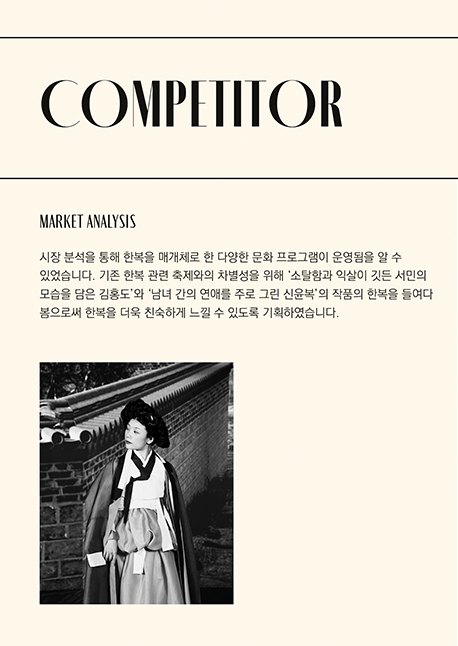 COMPETITOR
MARKET ANALYSIS
시장 분석을 통해 한복을 매개체로 한 다양한 문화 프로그램이 운영됨을 알 수
있었습니다. 기존 한복 관련 축제와의 차별성을 위해 '소탈함과 익살이 깃든 서민의
모습을 담은 김홍도'와 '남녀 간의 연애를 주로 그린 신윤복'의 작품의 한복을 들여다
봄으로써 한복을 더욱 친숙하게 느낄 수 있도록 기획하였습니다.